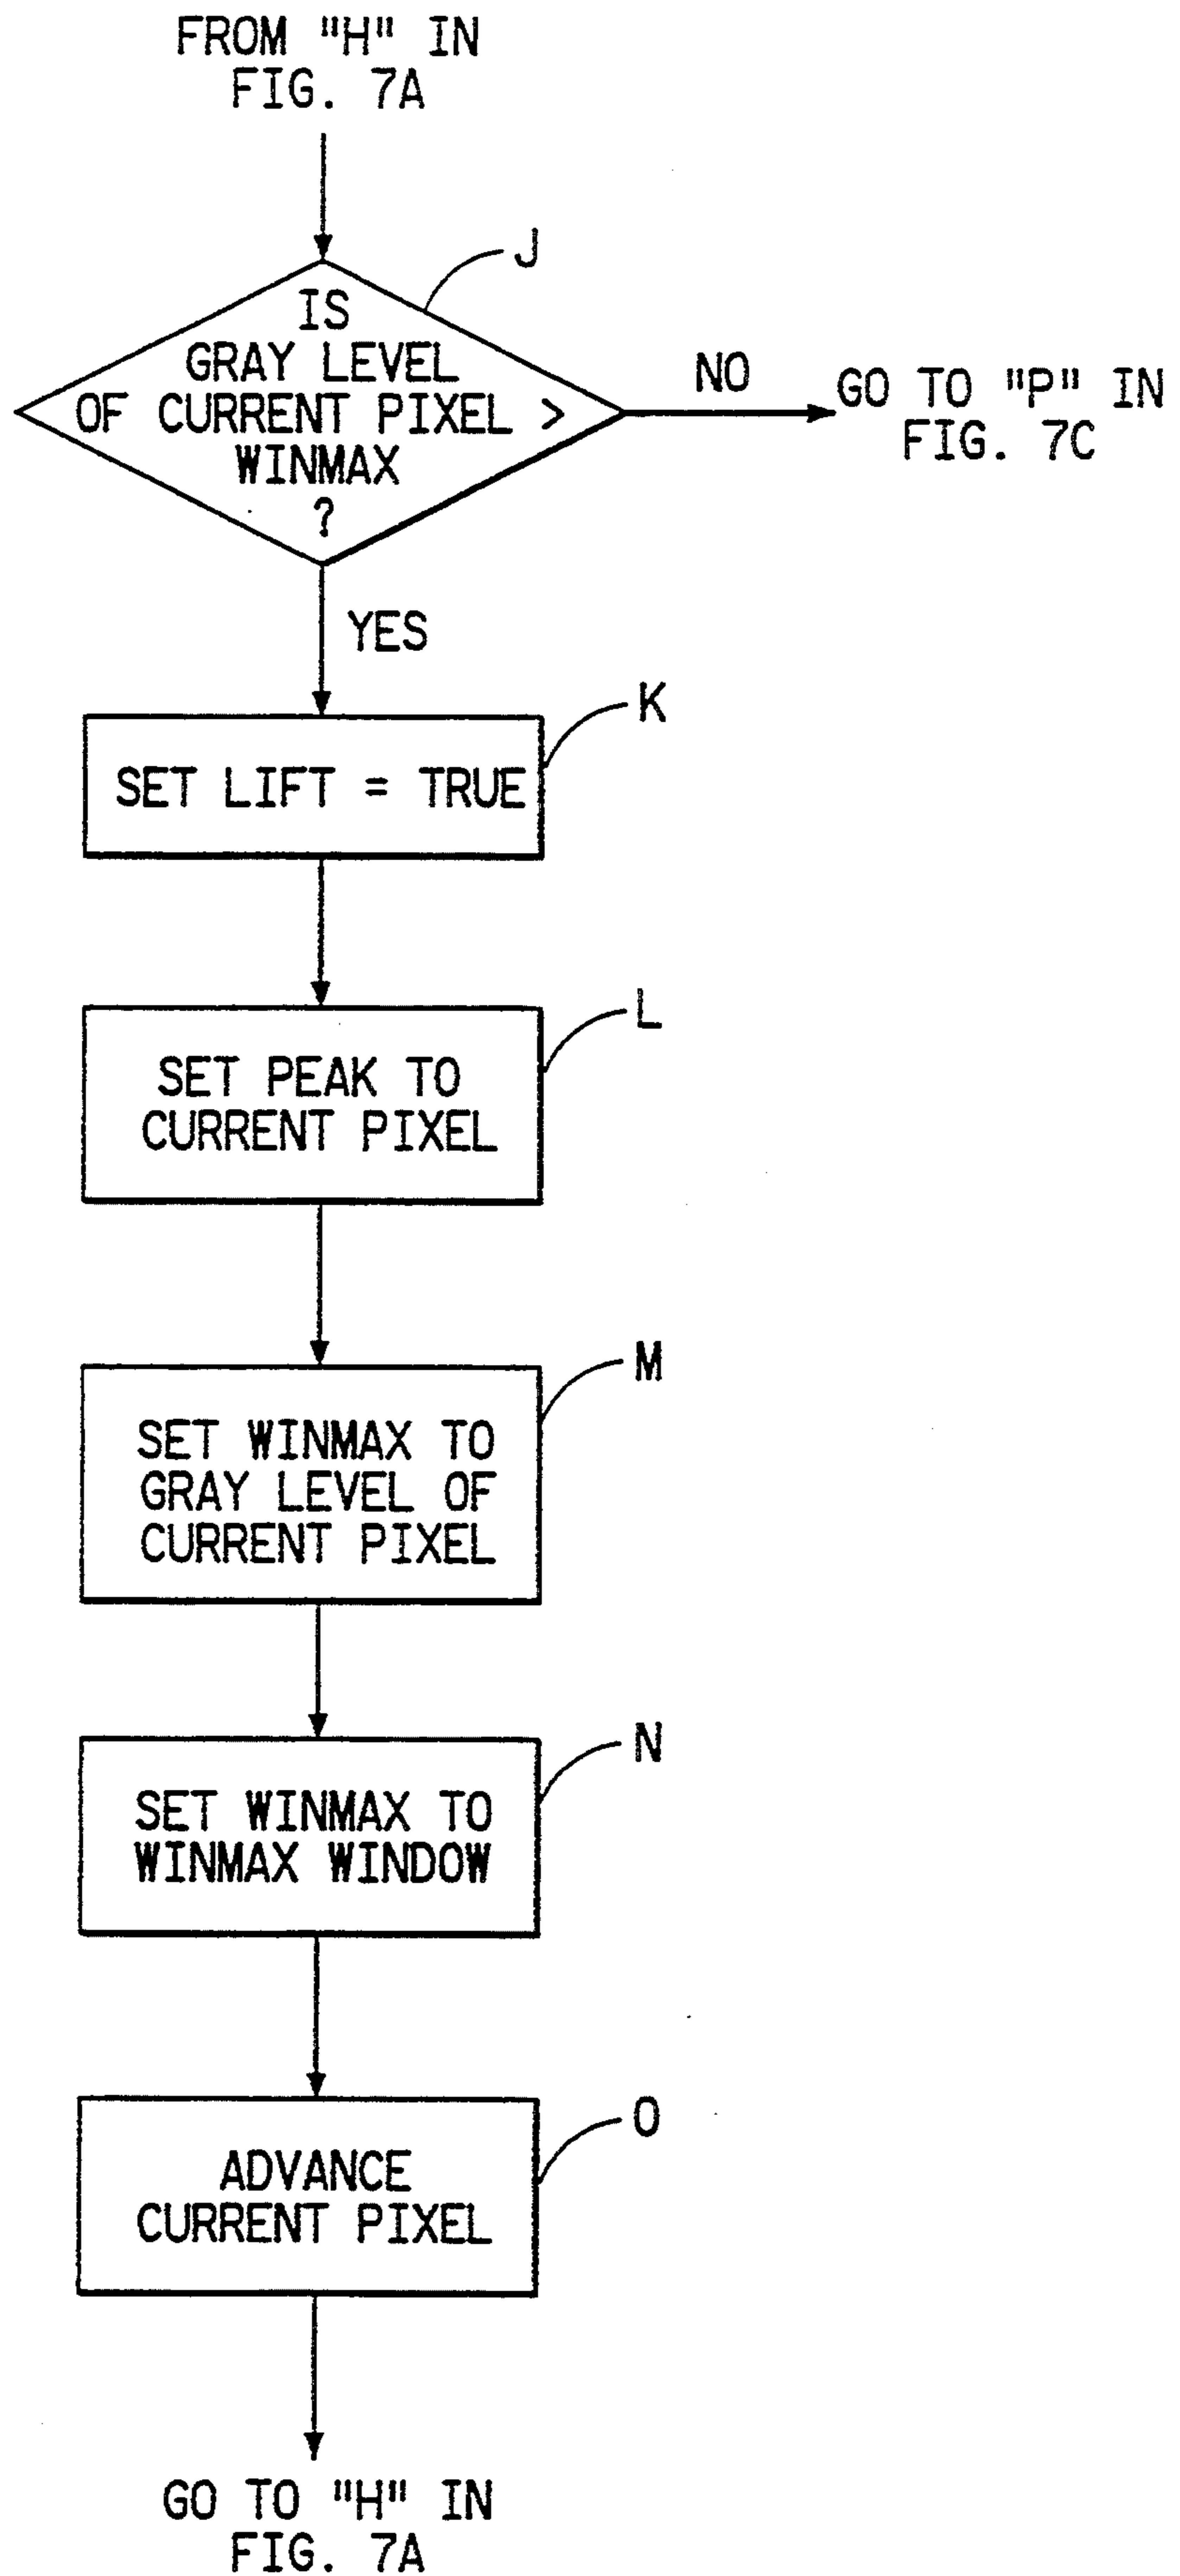 FROM "H" IN
FIG. 7A
J
IS
GRAY LEVEL
OF CURRENT PIXEL >
WINMAX
?
NO
GO TO "P" IN
FIG. 7C
YES
K
SET LIFT = TRUE
L
SET PEAK TO
CURRENT PIXEL
M
SET WINMAX TO
GRAY LEVEL OF
CURRENT PIXEL
N
SET WINMAX TO
WINMAX WINDOW
O
ADVANCE
CURRENT PIXEL
GO TO "H" IN
FIG. 7A